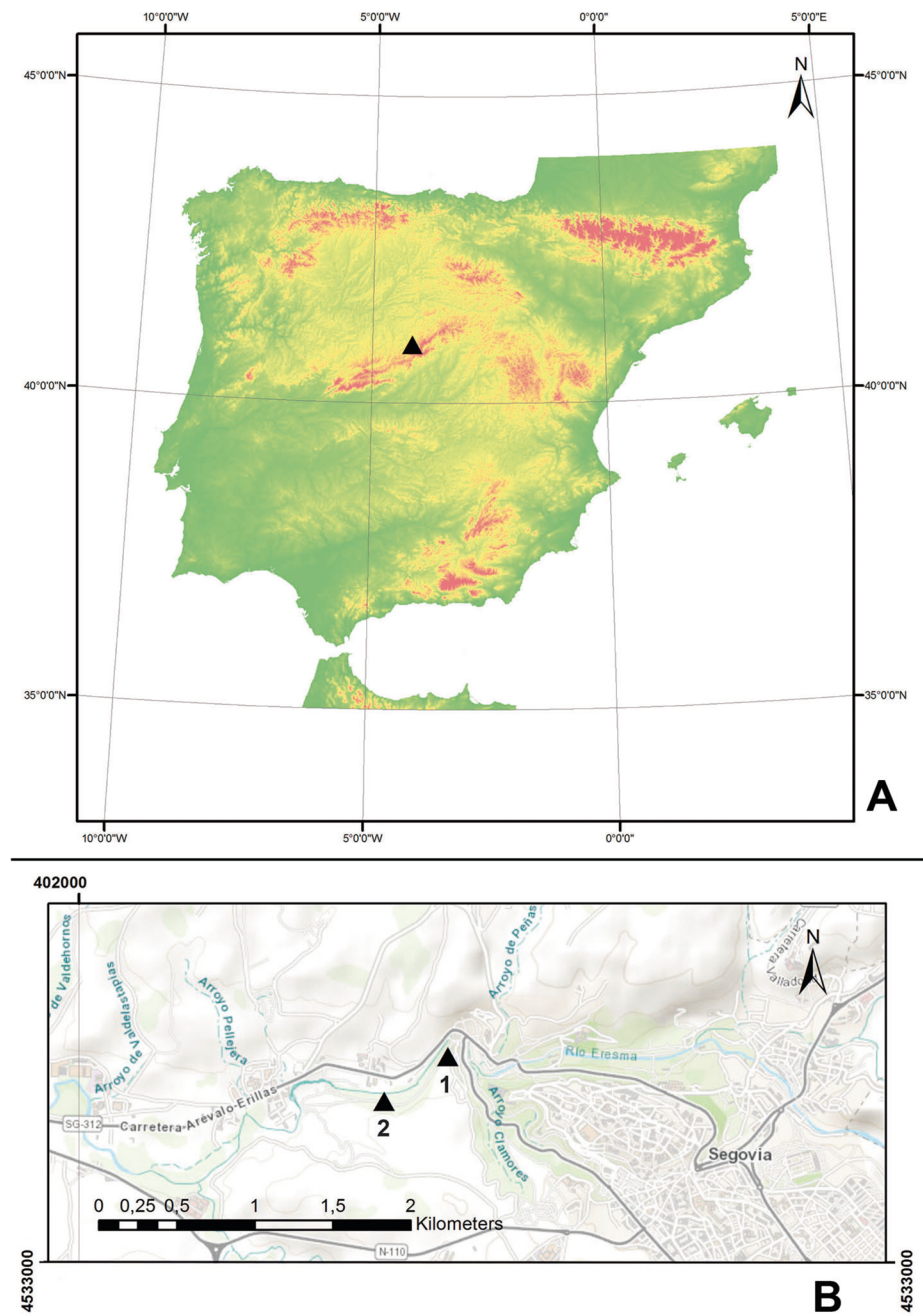 10°0'0"W 5°0'0"W 0°0'0" 5°0'0"E
45°0'0"N 45°0'0"N
N
40°0'0"N 40°0'0"N
35°0'0"N 35°0'0"N
A
10°0'0"W 5°0'0"W 0°0'0"
402000
de Valdehornos
Arroyo de Valdelastaplas
Arroyo Pellejera
Arroyo de Peñas
Carretera
N
Río Eresma
1
2
Arroyo Clamores
SG-312
Carretera-Arévalo-Erillas
Segovia
0 0,25 0,5 1 1,5 2
Kilometers
N-110
4533000 4533000
B